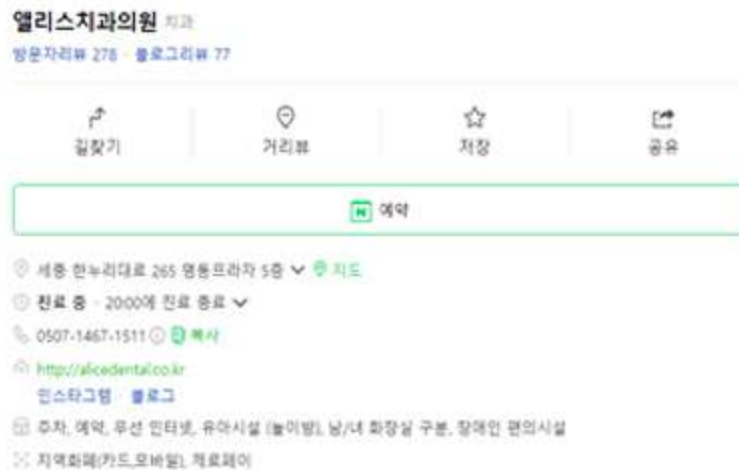 앨리스치과의원 치과
방문자리뷰 278 · 블로그리뷰 77
길찾기
거리뷰
저장
공유
N 예약
세종 한누리대로 265 명동프라자 5층 지도
진료 중 · 20:00에 진료 종료
0507-1467-1511 복사
http://alicedental.co.kr
인스타그램 · 블로그
주차, 예약, 무선 인터넷, 유아시설 (놀이방), 남/녀 화장실 구분, 장애인 편의시설
지역화폐(카드,모바일), 제로페이